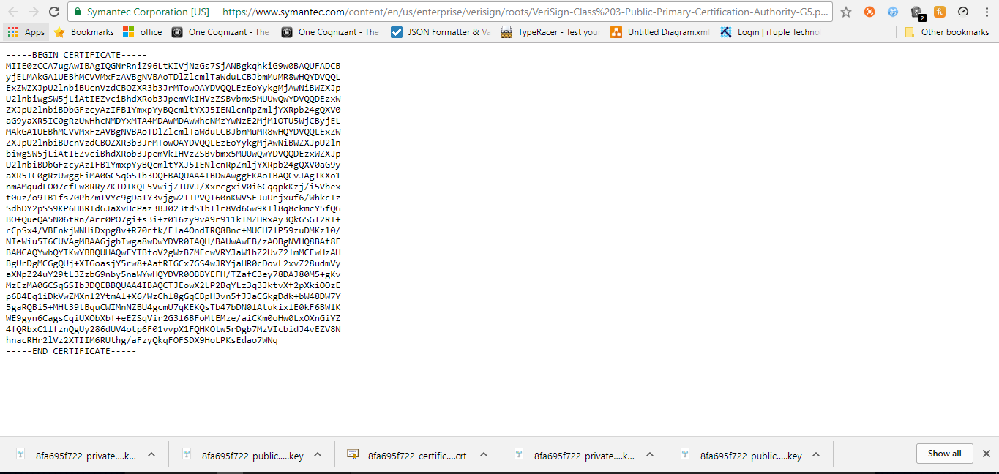 Symantec Corporation [US] https://www.symantec.com/content/en/us/enterprise/verisign/roots/VeriSign-Class%203-Public-Primary-Certification-Authority-G5.p...
2
Apps Bookmarks office One Cognizant - The One Cognizant - The JSON Formatter & Va TypeRacer - Test your Untitled Diagram.xml Login | iTuple Techno Other bookmarks
-----BEGIN CERTIFICATE-----
MIIE0zCCA7ugAwIBAgIQGNrRniZ96LtKIVjNzGs7SjANBgkqhkiG9w0BAQUFADCB
yjELMAkGA1UEBhMCVVMxFzAVBgNVBAoTDlZlcmlTaWduLCBJbmMuMR8wHQYDVQQL
ExZWZXJpU2lnbiBUcnVzdCBOZXR3b3JrMTowOAYDVQQLEzEoYykgMjAwNiBWZXJp
U2lnbiwgSW5jLiAtIEZvciBhdXRob3JpemVkIHVzZSBvbmx5MUUwQwYDVQQDEzxW
ZXJpU2lnbiBDbGFzcyAzIFB1YmxpYyBQcmltYXJ5IENlcnRpZmljYXRpb24gQXV0
aG9yaXR5IC0gRzUwHhcNMDYxMTA4MDAwMDAwWhcNMzYwNzE2MjM1OTU5WjCByjEL
MAkGA1UEBhMCVVMxFzAVBgNVBAoTDlZlcmlTaWduLCBJbmMuMR8wHQYDVQQLExZW
ZXJpU2lnbiBUcnVzdCBOZXR3b3JrMTowOAYDVQQLEzEoYykgMjAwNiBWZXJpU2ln
biwgSW5jLiAtIEZvciBhdXRob3JpemVkIHVzZSBvbmx5MUUwQwYDVQQDEzxWZXJp
U2lnbiBDbGFzcyAzIFB1YmxpYyBQcmltYXJ5IENlcnRpZmljYXRpb24gQXV0aG9y
aXR5IC0gRzUwggEiMA0GCSqGSIb3DQEBAQUAA4IBDwAwggEKAoIBAQCvJAgIKXo1
nmAMqudLO07cfLw8RRy7K+D+KQL5VwijZIUVJ/XxrcgxiV0i6CqqpkKzj/i5Vbex
t0uz/o9+B1fs70PbZmIVYc9gDaTY3vjgw2IIPVQT60nKWVSFJuUrjxuf6/WhkcIz
SdhDY2pSS9KP6HBRTdGJaXvHcPaz3BJ023tdS1bTlr8Vd6Gw9KIl8q8ckmcY5fQG
BO+QueQA5N06tRn/Arr0PO7gi+s3i+z016zy9vA9r911kTMZHRxAy3QkGSGT2RT+
rCpSx4/VBEnkjWNHiDxpg8v+R70rfk/Fla4OndTRQ8Bnc+MUCH7lP59zuDMKz10/
NIeWiu5T6CUVAgMBAAGjgbIwga8wDwYDVR0TAQH/BAUwAwEB/zAOBgNVHQ8BAf8E
BAMCAQYwbQYIKwYBBQUHAQwEYTBfoV2gWzBZMFcwVRYJaW1hZ2UvZ2lmMCEwHzAH
BgUrDgMCGgQUj+XTGoasjY5rw8+AatRIGCx7GS4wJRYjaHR0cDovL2xvZ28udmVy
aXNpZ24uY29tL3ZzbG9nby5naWYwHQYDVR0OBBYEFH/TZafC3ey78DAJ80M5+gKv
MzEzMA0GCSqGSIb3DQEBBQUAA4IBAQCTJEowX2LP2BqYLz3q3JktvXf2pXkiOOzE
p6B4Eq1iDkVwZMXnl2YtmAl+X6/WzChl8gGqCBpH3vn5fJJaCGkgDdk+bW48DW7Y
5gaRQBi5+MHt39tBquCWIMnNZBU4gcmU7qKEKQsTb47bDN0lAtukixlE0kF6BWlK
WE9gyn6CagsCqiUXObXbf+eEZSqVir2G3l6BFoMtEMze/aiCKm0oHw0LxOXnGiYZ
4fQRbxC1lfznQgUy286dUV4otp6F01vvpX1FQHKOtw5rDgb7MzVIcbidJ4vEZV8N
hnacRHr2lVz2XTIIM6RUthg/aFzyQkqFOFSDX9HoLPKsEdao7WNq
-----END CERTIFICATE-----
8fa695f722-private....k... 8fa695f722-public.....key 8fa695f722-certific....crt 8fa695f722-private....k... 8fa695f722-public.....key Show all